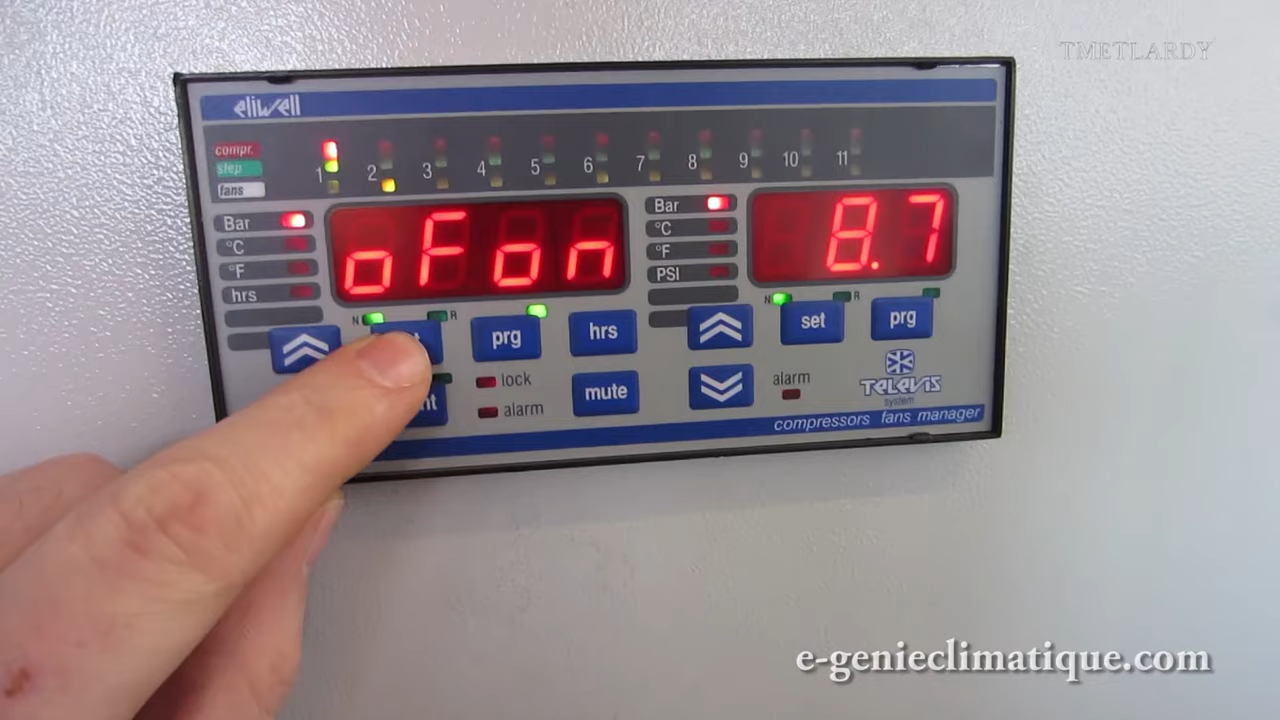 TMETLARDY
eliwell
compr.
step
fans
1 2 3 4 5 6 7 8 9 10 11
Bar
°C
°F
hrs
oFon
Bar
°C
°F
PSI
8.7
N R
prg
hrs
N R
set
prg
lock
alarm
mute
alarm
TELEVIS
system
compressors fans manager
e-genieclimatique.com